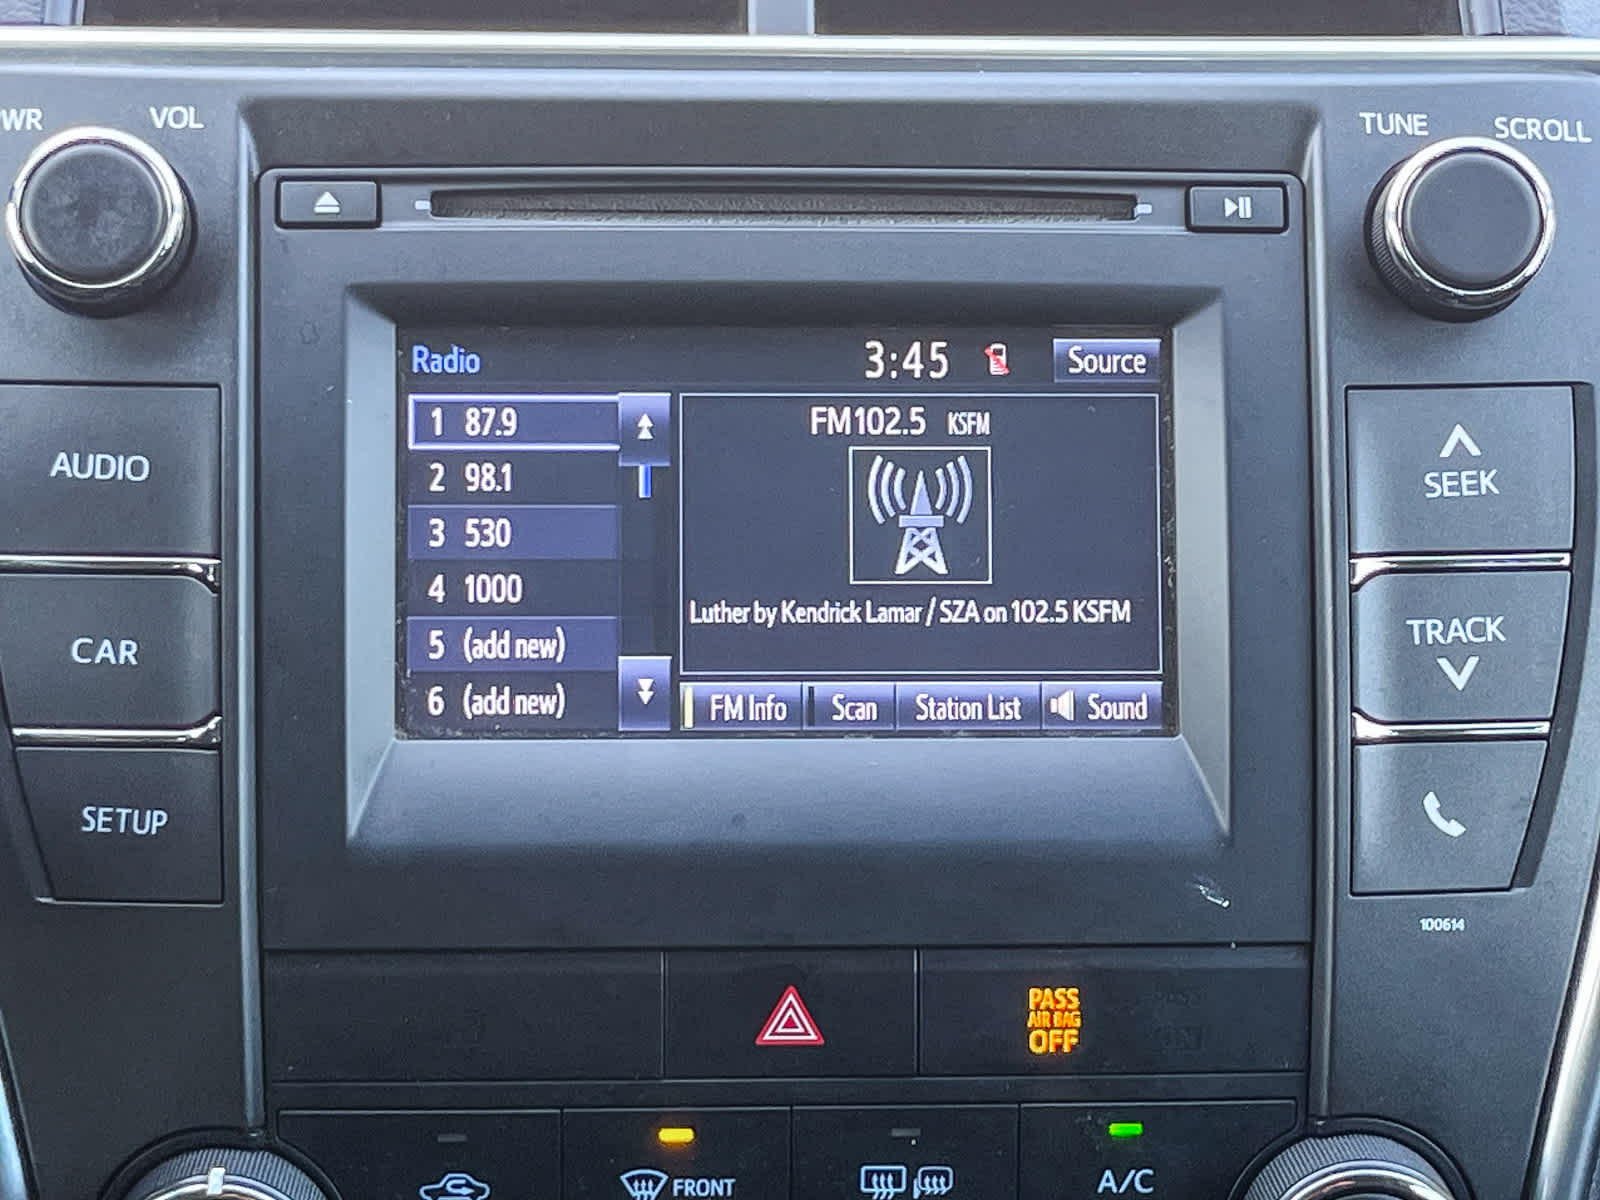 VOL
TUNE
SCROLL
Radio
3:45
Source
1 87.9
2 98.1
3 530
4 1000
5 (add new)
6 (add new)
FM102.5 KSFM
Luther by Kendrick Lamar / SZA on 102.5 KSFM
FM Info
Scan
Station List
Sound
AUDIO
CAR
SETUP
SEEK
TRACK
100614
PASS
AIR BAG
OFF
FRONT
A/C